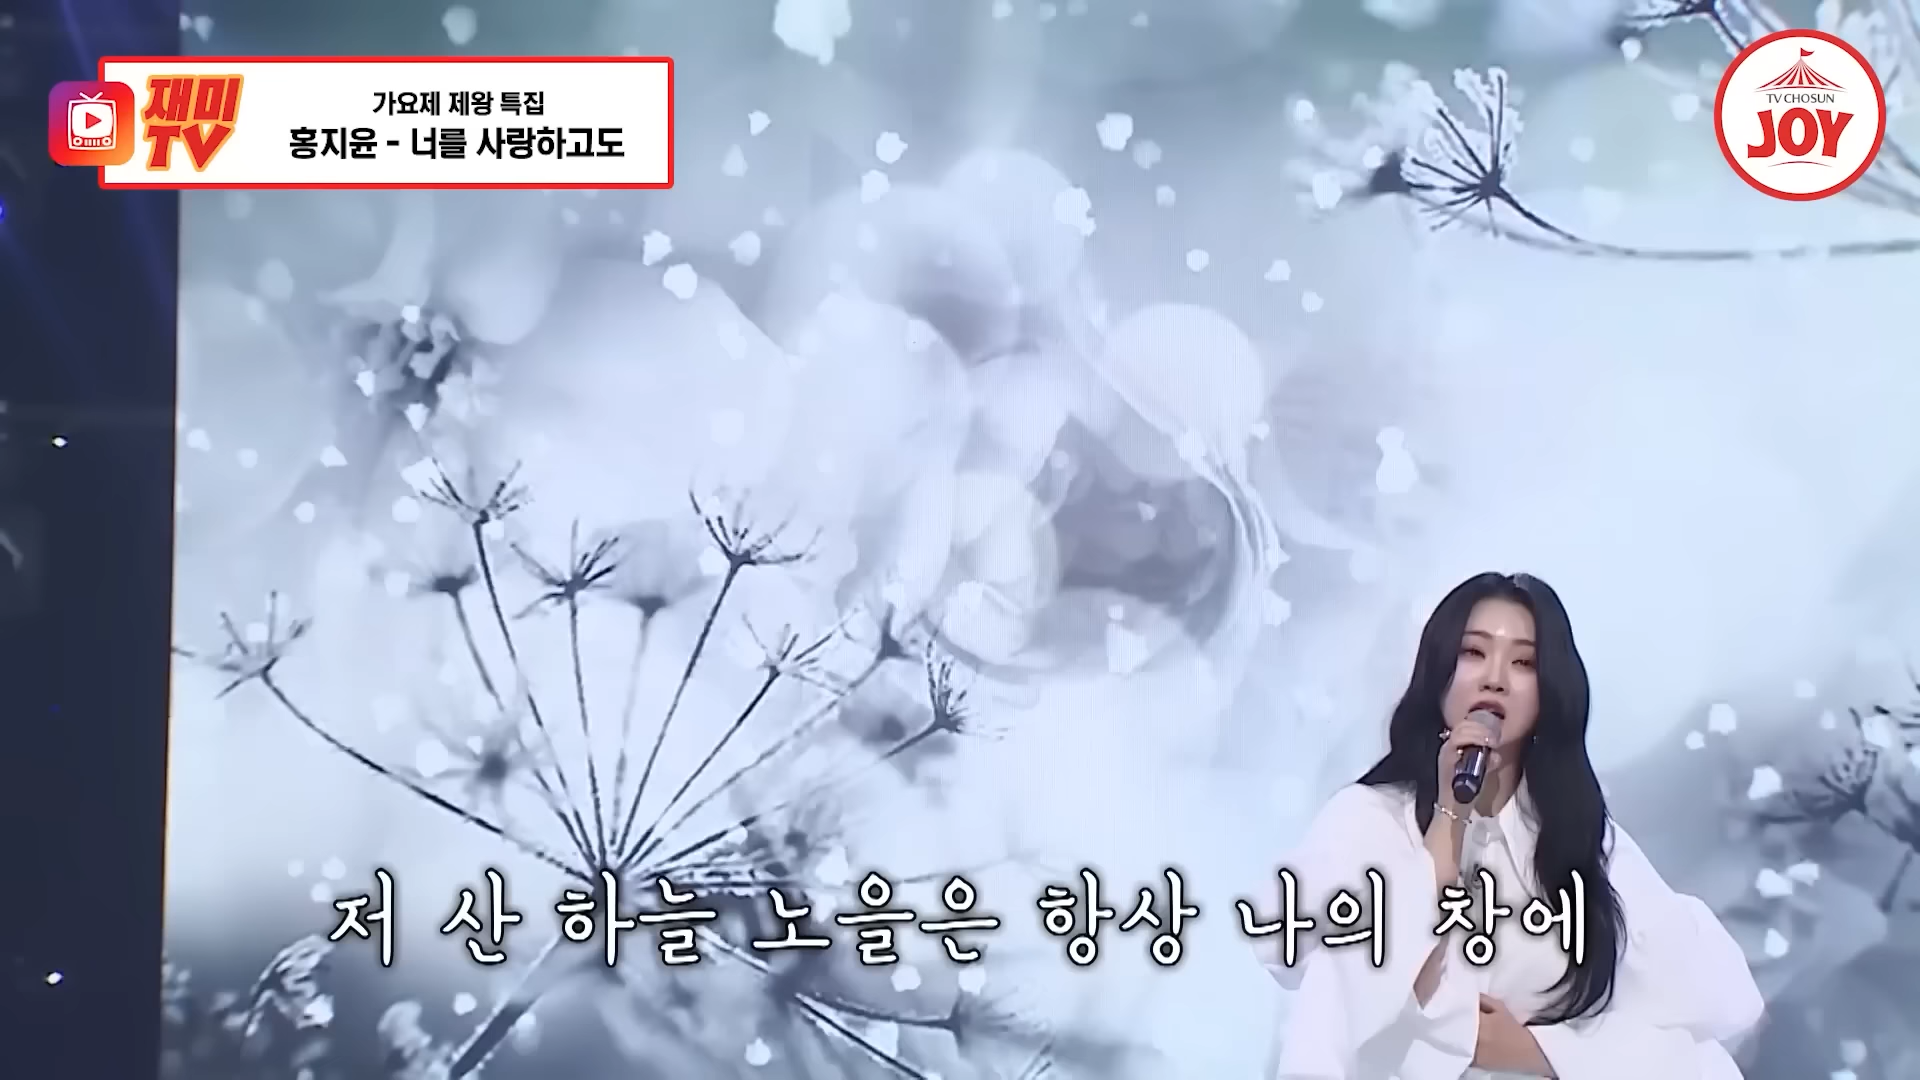 재미
TV
가요제 제왕 특집
홍지윤 - 너를 사랑하고도
TV CHOSUN
JOY
저 산 하늘 노을은 항상 나의 창에